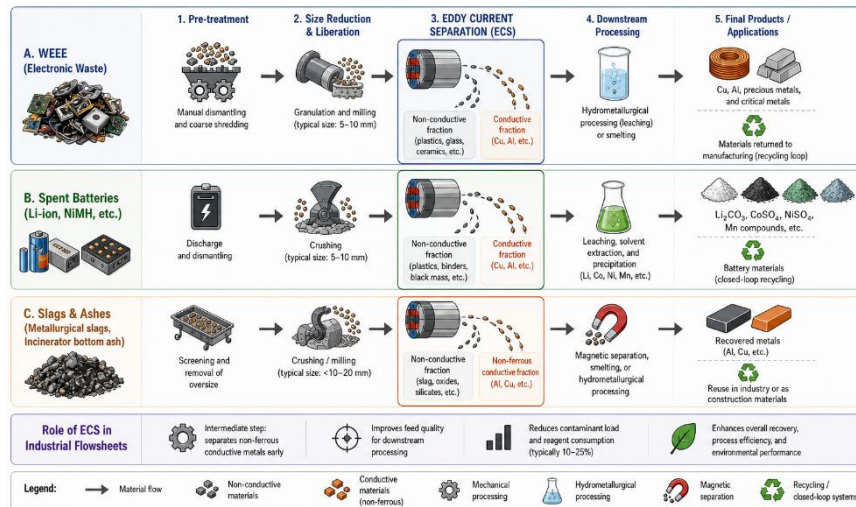 1. Pre-treatment
2. Size Reduction
& Liberation
3. EDDY CURRENT
SEPARATION (ECS)
4. Downstream
Processing
5. Final Products /
Applications
A. WEEE
(Electronic Waste)
Manual dismantling
and coarse shredding
Granulation and milling
(typical size: 5–10 mm)
Non-conductive
fraction
(plastics, glass,
ceramics, etc.)
Conductive
fraction
(Cu, Al, etc.)
Hydrometallurgical
processing (leaching)
or smelting
Cu, Al, precious metals,
and critical metals
Materials returned to
manufacturing (recycling loop)
B. Spent Batteries
(Li-ion, NiMH, etc.)
Discharge
and dismantling
Crushing
(typical size: 5–10 mm)
Non-conductive
fraction
(plastics, binders,
black mass, etc.)
Conductive
fraction
(Cu, Al, etc.)
Leaching, solvent
extraction, and
precipitation
(Li, Co, Ni, Mn, etc.)
Li₂CO₃, CoSO₄, NiSO₄,
Mn compounds, etc.
Battery materials
(closed-loop recycling)
C. Slags & Ashes
(Metallurgical slags,
Incinerator bottom ash)
Screening and
removal of
oversize
Crushing / milling
(typical size: <10–20 mm)
Non-conductive
fraction
(slag, oxides,
silicates, etc.)
Non-ferrous
conductive fraction
(Al, Cu, etc.)
Magnetic separation,
smelting, or
hydrometallurgical
processing
Recovered metals
(Al, Cu, etc.)
Reuse in industry or as
construction materials
Role of ECS in
Industrial Flowsheets
Intermediate step:
separates non-ferrous
conductive metals early
Improves feed quality
for downstream
processing
Reduces contaminant load
and reagent consumption
(typically 10–25%)
Enhances overall recovery,
process efficiency, and
environmental performance
Legend:
Material flow
Non-conductive
materials
Conductive
materials
(non-ferrous)
Mechanical
processing
Hydrometallurgical
processing
Magnetic
separation
Recycling /
closed-loop systems